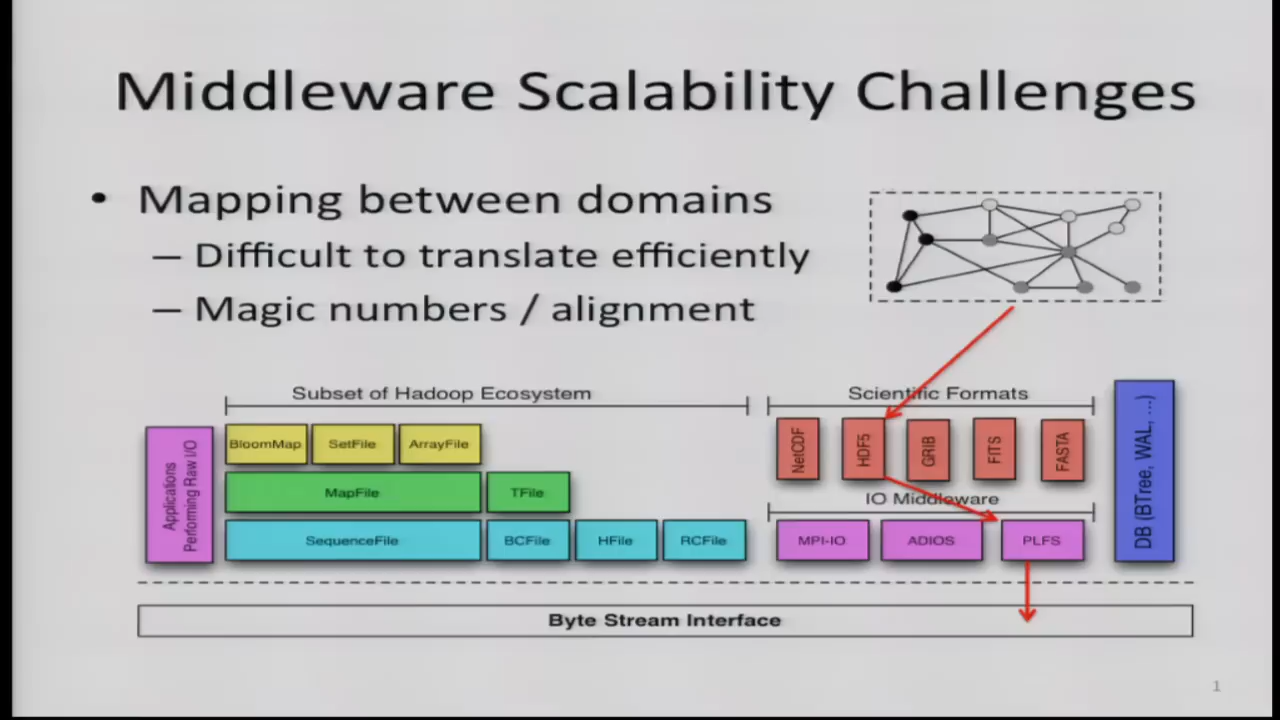 Middleware Scalability Challenges
• Mapping between domains
– Difficult to translate efficiently
– Magic numbers / alignment
Subset of Hadoop Ecosystem
Scientific Formats
Applications
Performing Raw I/O
BloomMap
SetFile
ArrayFile
MapFile
TFile
SequenceFile
BCFile
HFile
RCFile
NetCDF
HDF5
GRIB
FITS
FASTA
IO Middleware
MPI-IO
ADIOS
PLFS
DB (BTree, WAL, ...)
Byte Stream Interface
1